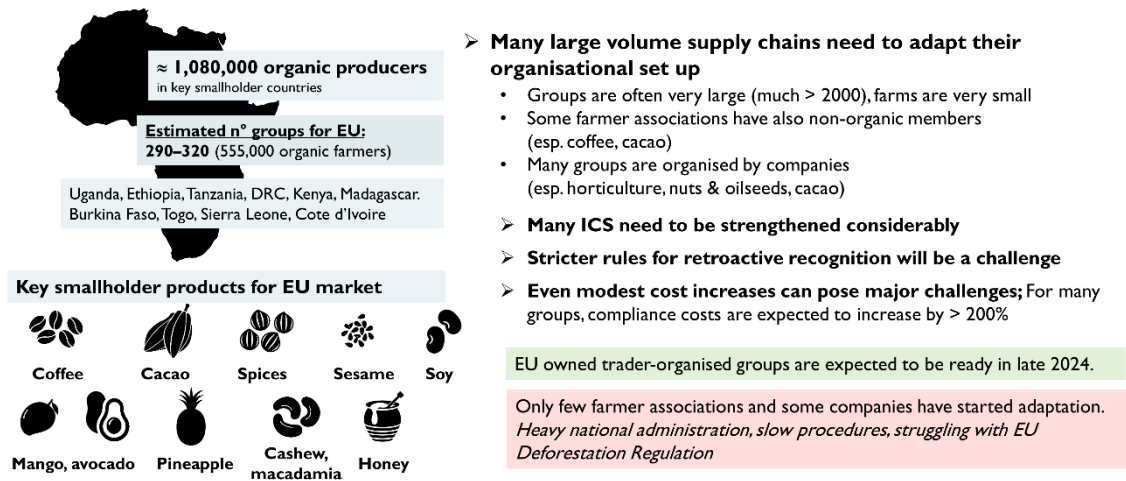 ≈ 1,080,000 organic producers
in key smallholder countries
Estimated n° groups for EU:
290–320 (555,000 organic farmers)
Uganda, Ethiopia, Tanzania, DRC, Kenya, Madagascar.
Burkina Faso, Togo, Sierra Leone, Cote d'Ivoire
Key smallholder products for EU market
Coffee
Cacao
Spices
Sesame
Soy
Mango, avocado
Pineapple
Cashew,
macadamia
Honey
➢ Many large volume supply chains need to adapt their
organisational set up
• Groups are often very large (much > 2000), farms are very small
• Some farmer associations have also non-organic members
(esp. coffee, cacao)
• Many groups are organised by companies
(esp. horticulture, nuts & oilseeds, cacao)
➢ Many ICS need to be strengthened considerably
➢ Stricter rules for retroactive recognition will be a challenge
➢ Even modest cost increases can pose major challenges; For many
groups, compliance costs are expected to increase by > 200%
EU owned trader-organised groups are expected to be ready in late 2024.
Only few farmer associations and some companies have started adaptation.
Heavy national administration, slow procedures, struggling with EU
Deforestation Regulation